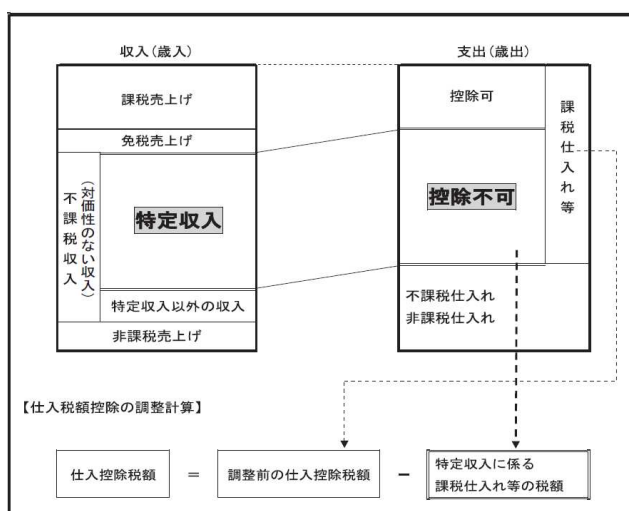 収入（歳入）
課税売上げ
免税売上げ
不課税収入
（対価性のない収入）
特定収入
特定収入以外の収入
非課税売上げ
支出（歳出）
控除可
控除不可
課税仕入れ等
不課税仕入れ
非課税仕入れ
【仕入税額控除の調整計算】
仕入控除税額 ＝ 調整前の仕入控除税額 － 特定収入に係る
課税仕入れ等の税額